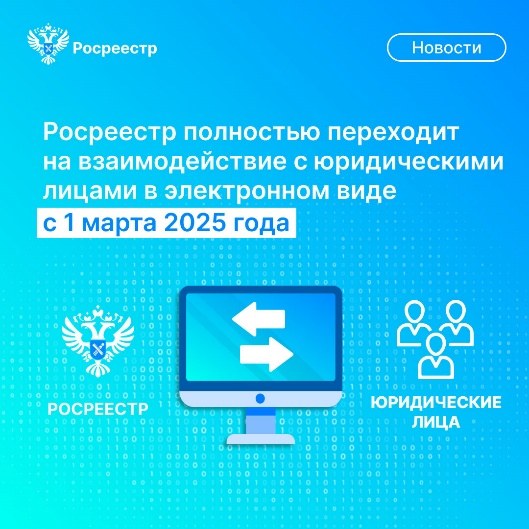 Росреестр
Новости
Росреестр полностью переходит
на взаимодействие с юридическими
лицами в электронном виде
с 1 марта 2025 года
РОСРЕЕСТР
ЮРИДИЧЕСКИЕ
ЛИЦА